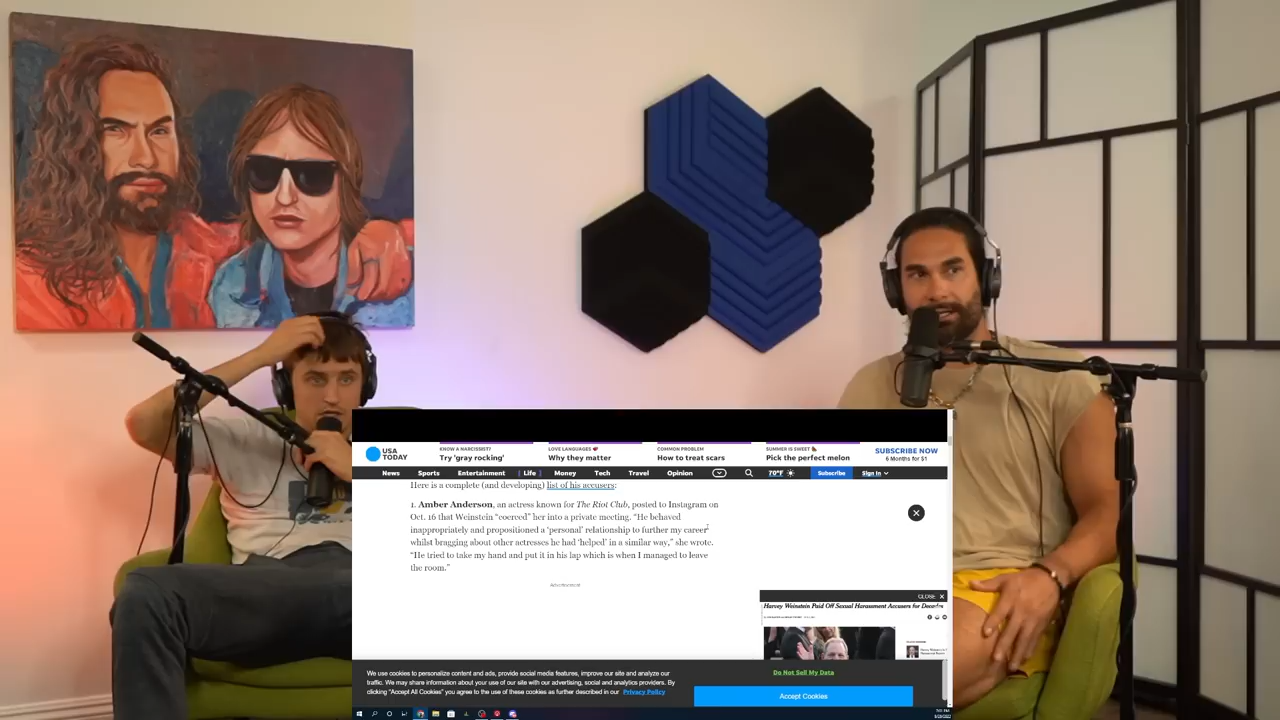 USA
TODAY
KNOW A NARCISSIST?
Try 'gray rocking'
LOVE LANGUAGES
Why they matter
COMMON PROBLEM
How to treat scars
SUMMER IS SWEET
Pick the perfect melon
SUBSCRIBE NOW
6 Months for $1
News Sports Entertainment Life Money Tech Travel Opinion 70°F Subscribe Sign In
Here is a complete (and developing) list of his accusers:
1. Amber Anderson, an actress known for The Riot Club, posted to Instagram on
Oct. 16 that Weinstein “coerced” her into a private meeting. “He behaved
inappropriately and propositioned a ‘personal’ relationship to further my career
whilst bragging about other actresses he had ‘helped’ in a similar way,” she wrote.
“He tried to take my hand and put it in his lap which is when I managed to leave
the room.”
Advertisement
CLOSE X
Harvey Weinstein Paid Off Sexual Harassment Accusers for Decades
We use cookies to personalize content and ads, provide social media features, improve our site and analyze our
traffic. We may share information about your use of our site with our advertising, social and analytics providers. By
clicking "Accept All Cookies" you agree to the use of these cookies as further described in our Privacy Policy
Do Not Sell My Data
Accept Cookies